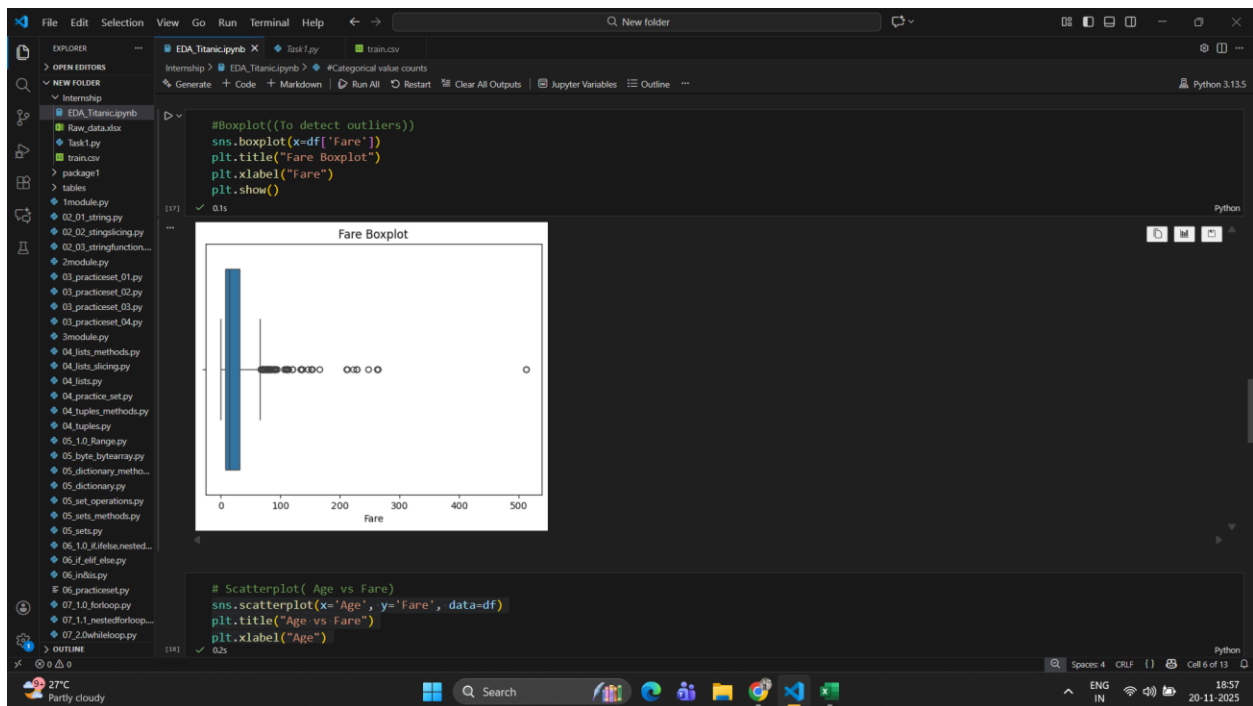 File Edit Selection View Go Run Terminal Help
New folder
EXPLORER
OPEN EDITORS
NEW FOLDER
Internship
EDA_Titanic.ipynb
Raw_data.xlsx
Task1.py
train.csv
package1
tables
1module.py
02_01_string.py
02_02_stingslicing.py
02_03_stringfunction....
2module.py
03_practiceset_01.py
03_practiceset_02.py
03_practiceset_03.py
03_practiceset_04.py
3module.py
04_lists_methods.py
04_lists_slicing.py
04_lists.py
04_practice_set.py
04_tuples_methods.py
04_tuples.py
05_1.0_Range.py
05_byte_bytearray.py
05_dictionary_metho...
05_dictionary.py
05_set_operations.py
05_sets_methods.py
05_sets.py
06_1.0_if.ifelse,nested...
06_if_elif_else.py
06_in&is.py
06_practiceset.py
07_1.0_forloop.py
07_1.1_nestedforloop....
07_2.0whileloop.py
OUTLINE
EDA_Titanic.ipynb Task1.py train.csv
Internship > EDA_Titanic.ipynb > #Categorical value counts
Generate + Code + Markdown | Run All Restart Clear All Outputs | Jupyter Variables Outline ...
Python 3.13.5
#Boxplot((To detect outliers))
sns.boxplot(x=df['Fare'])
plt.title("Fare Boxplot")
plt.xlabel("Fare")
plt.show()
[17] 0.1s Python
Fare Boxplot
0 100 200 300 400 500
Fare
# Scatterplot( Age vs Fare)
sns.scatterplot(x='Age', y='Fare', data=df)
plt.title("Age vs Fare")
plt.xlabel("Age")
[18] 0.2s Python
0 0 Spaces: 4 CRLF { } Cell 6 of 13
9+ 27°C
Partly cloudy
Search
ENG
IN
18:57
20-11-2025